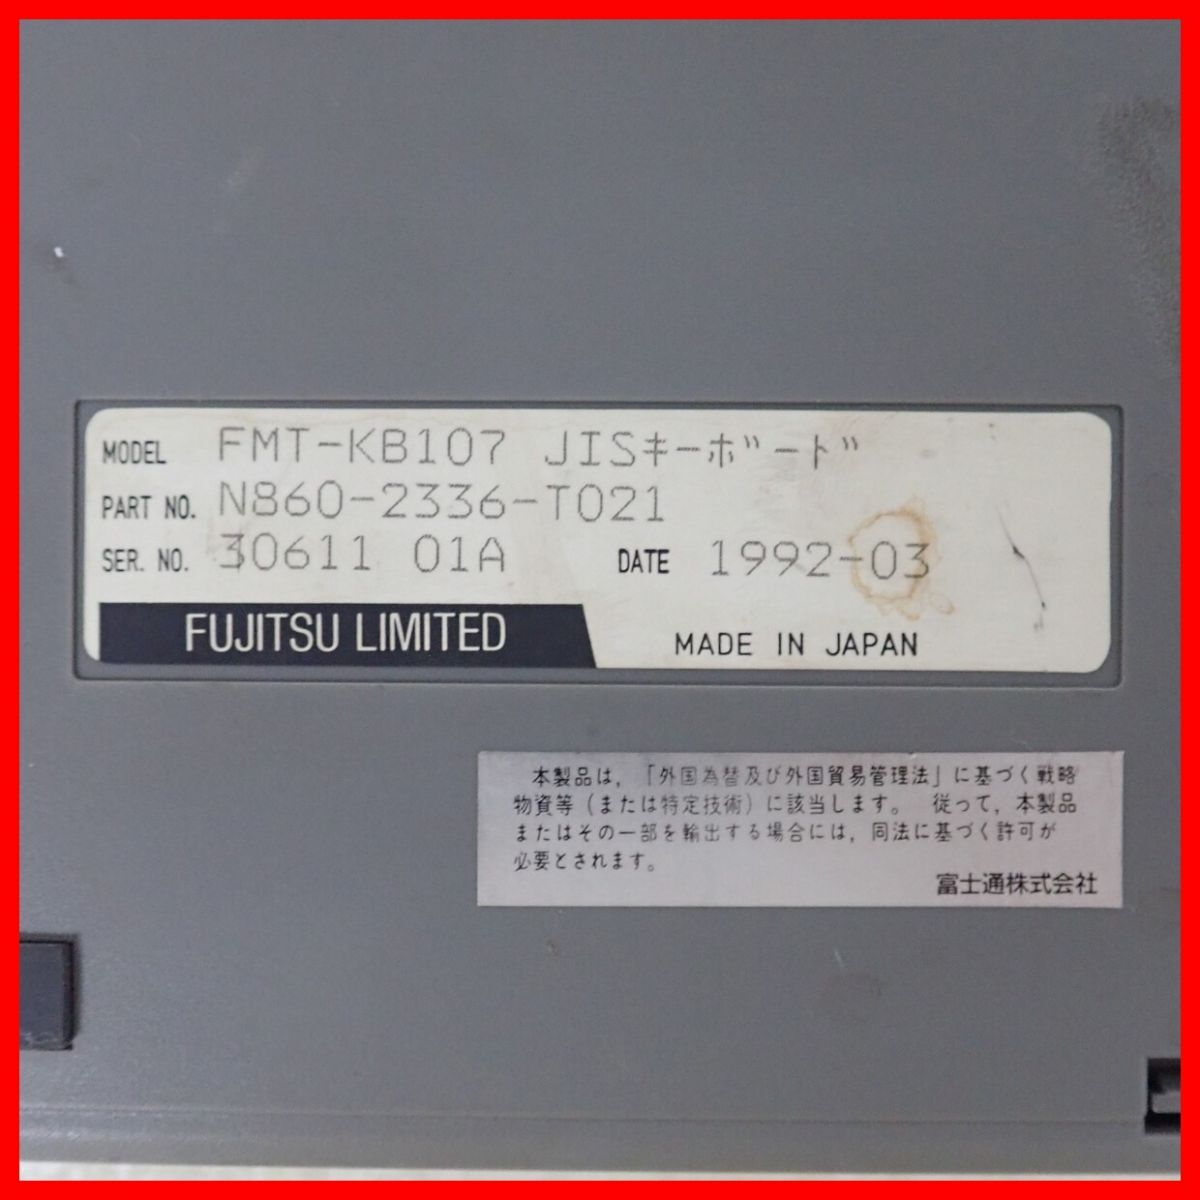 MODEL FMT-KB107 JISキーボード
PART NO. N860-2336-T021
SER. NO. 30611 01A DATE 1992-03
FUJITSU LIMITED MADE IN JAPAN
本製品は，「外国為替及び外国貿易管理法」に基づく戦略
物資等（または特定技術）に該当します。 従って，本製品
またはその一部を輸出する場合には，同法に基づく許可が
必要とされます。
富士通株式会社